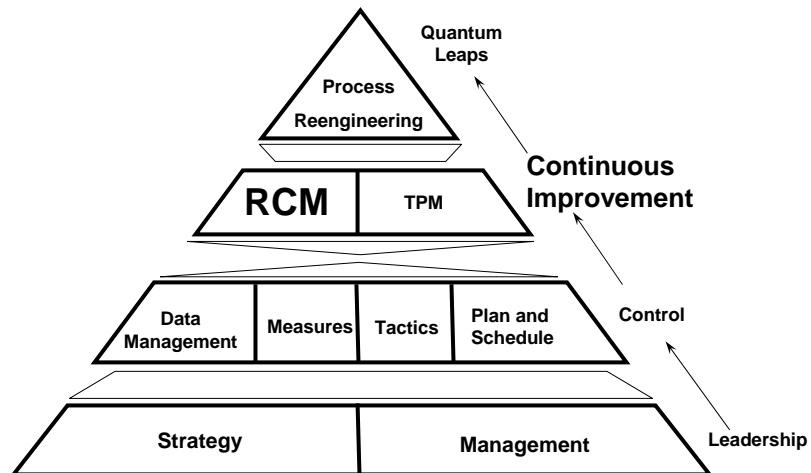 Quantum
Leaps
Process
Reengineering
Continuous
Improvement
RCM
TPM
Data
Management
Measures
Tactics
Plan and
Schedule
Control
Strategy
Management
Leadership